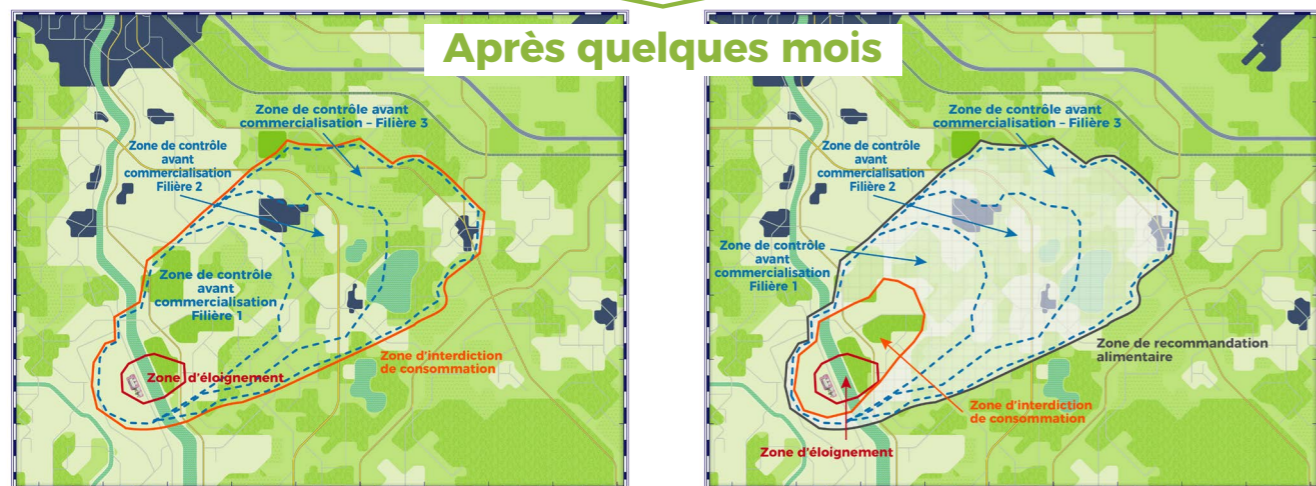 Après quelques mois
Zone de contrôle avant
commercialisation – Filière 3
Zone de contrôle
avant
commercialisation
Filière 2
Zone de contrôle
avant
commercialisation
Filière 1
Zone d'interdiction
de consommation
Zone d'éloignement
Zone de contrôle avant
commercialisation – Filière 3
Zone de contrôle
avant
commercialisation
Filière 2
Zone de contrôle
avant
commercialisation
Filière 1
Zone de recommandation
alimentaire
Zone d'interdiction
de consommation
Zone d'éloignement